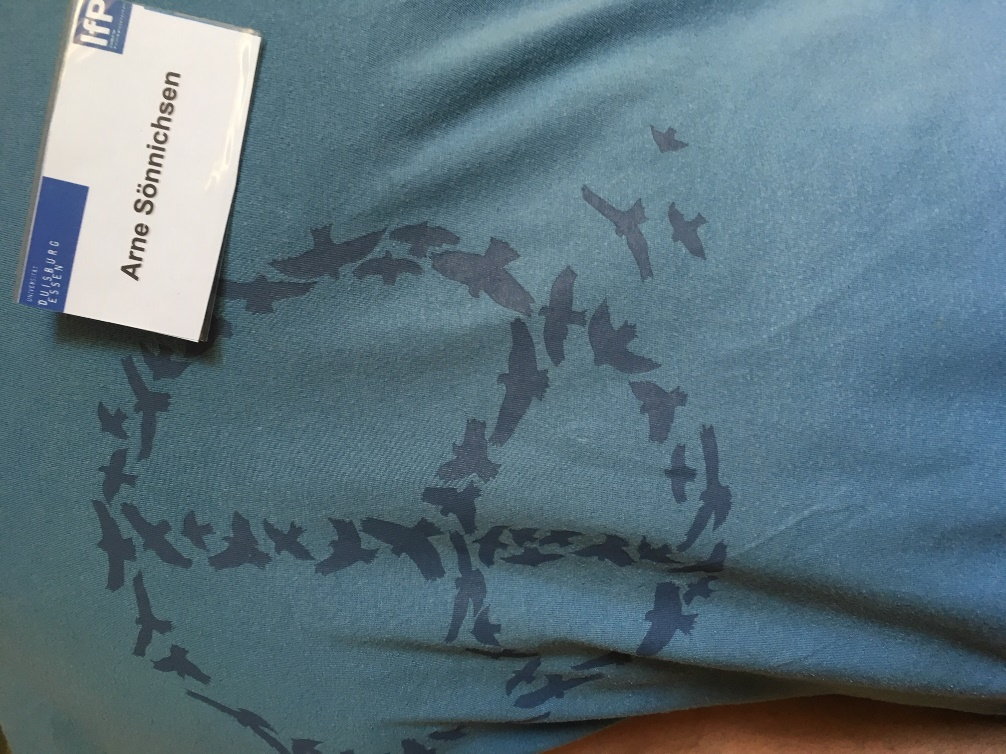 IfP
Arne Sönnichsen
UNIVERSITÄT
DUISBURG
ESSEN